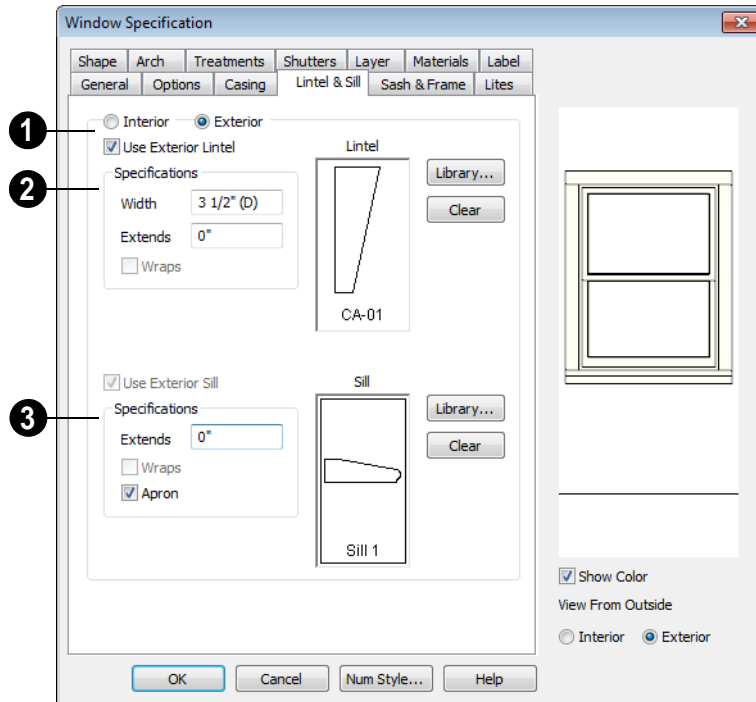 Window Specification
Shape Arch Treatments Shutters Layer Materials Label
General Options Casing Lintel & Sill Sash & Frame Lites
1
Interior Exterior
Use Exterior Lintel
Lintel
2
Specifications
Width 3 1/2" (D)
Extends 0"
Wraps
CA-01
Library...
Clear
Use Exterior Sill
Sill
3
Specifications
Extends 0"
Wraps
Apron
Sill 1
Library...
Clear
Show Color
View From Outside
Interior Exterior
OK Cancel Num Style... Help